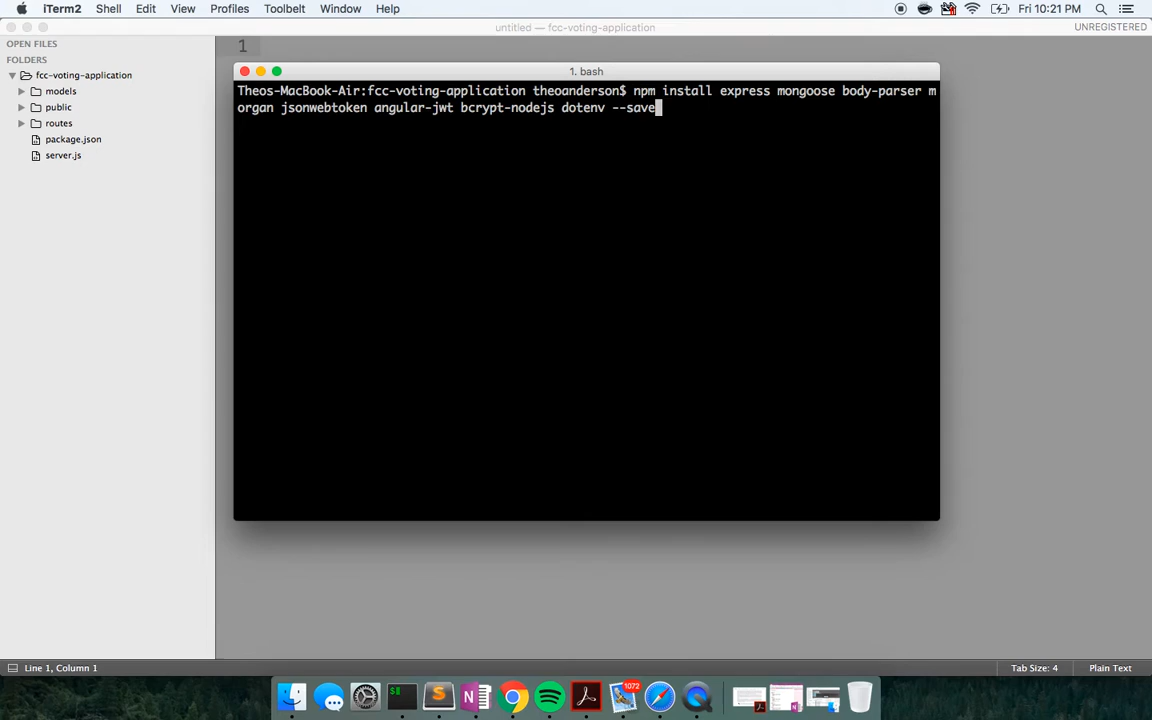 iTerm2 Shell Edit View Profiles Toolbelt Window Help Fri 10:21 PM
untitled — fcc-voting-application UNREGISTERED
OPEN FILES
FOLDERS
fcc-voting-application
models
public
routes
package.json
server.js
1
1. bash
Theos-MacBook-Air:fcc-voting-application theoanderson$ npm install express mongoose body-parser m
organ jsonwebtoken angular-jwt bcrypt-nodejs dotenv --save
Line 1, Column 1 Tab Size: 4 Plain Text
1072